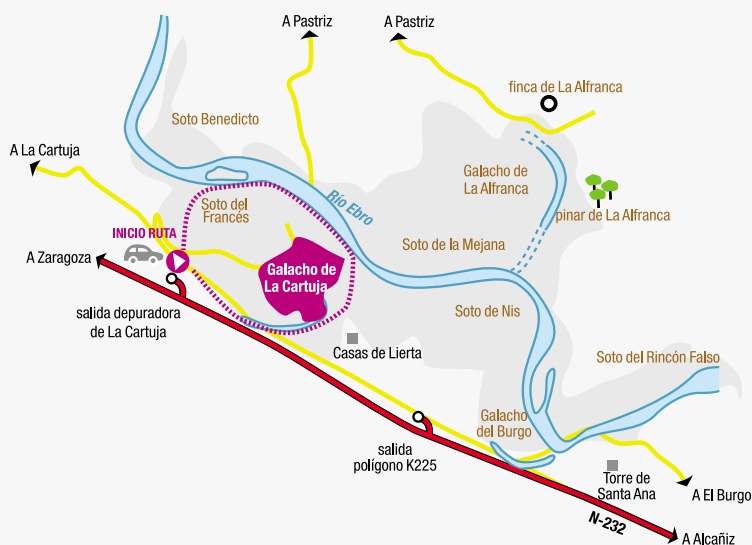 A Pastriz
A Pastriz
finca de La Alfranca
Soto Benedicto
A La Cartuja
Galacho de
La Alfranca
Soto del
Francés
Río Ebro
pinar de La Alfranca
INICIO RUTA
Soto de la Mejana
A Zaragoza
Galacho de
La Cartuja
salida depuradora
de La Cartuja
Soto de Nis
Casas de Lierta
Soto del Rincón Falso
Galacho
del Burgo
salida
polígono K225
Torre de
Santa Ana
A El Burgo
N-232
A Alcañiz